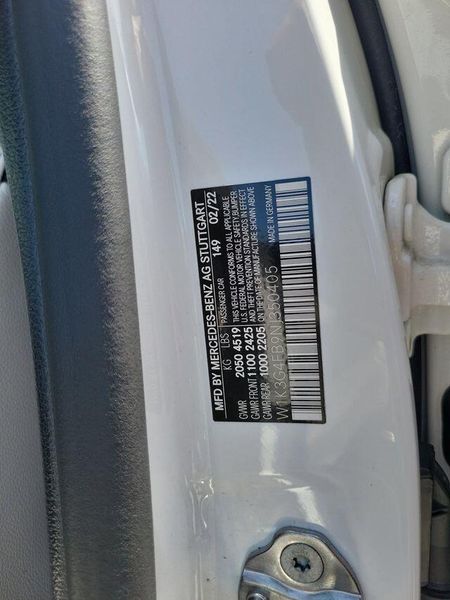 MFD BY MERCEDES-BENZ AG STUTTGART
PASSENGER CAR 149 02/22
KG LBS THIS VEHICLE CONFORMS TO ALL APPLICABLE
U.S. FEDERAL MOTOR VEHICLE SAFETY BUMPER
GVWR 2050 4519 AND THEFT PREVENTION STANDARDS IN EFFECT
GAWR FRONT 1100 2425 ON THE DATE OF MANUFACTURE SHOWN ABOVE
GAWR REAR 1000 2205 MADE IN GERMANY
W1K3G4EB9NJ350405